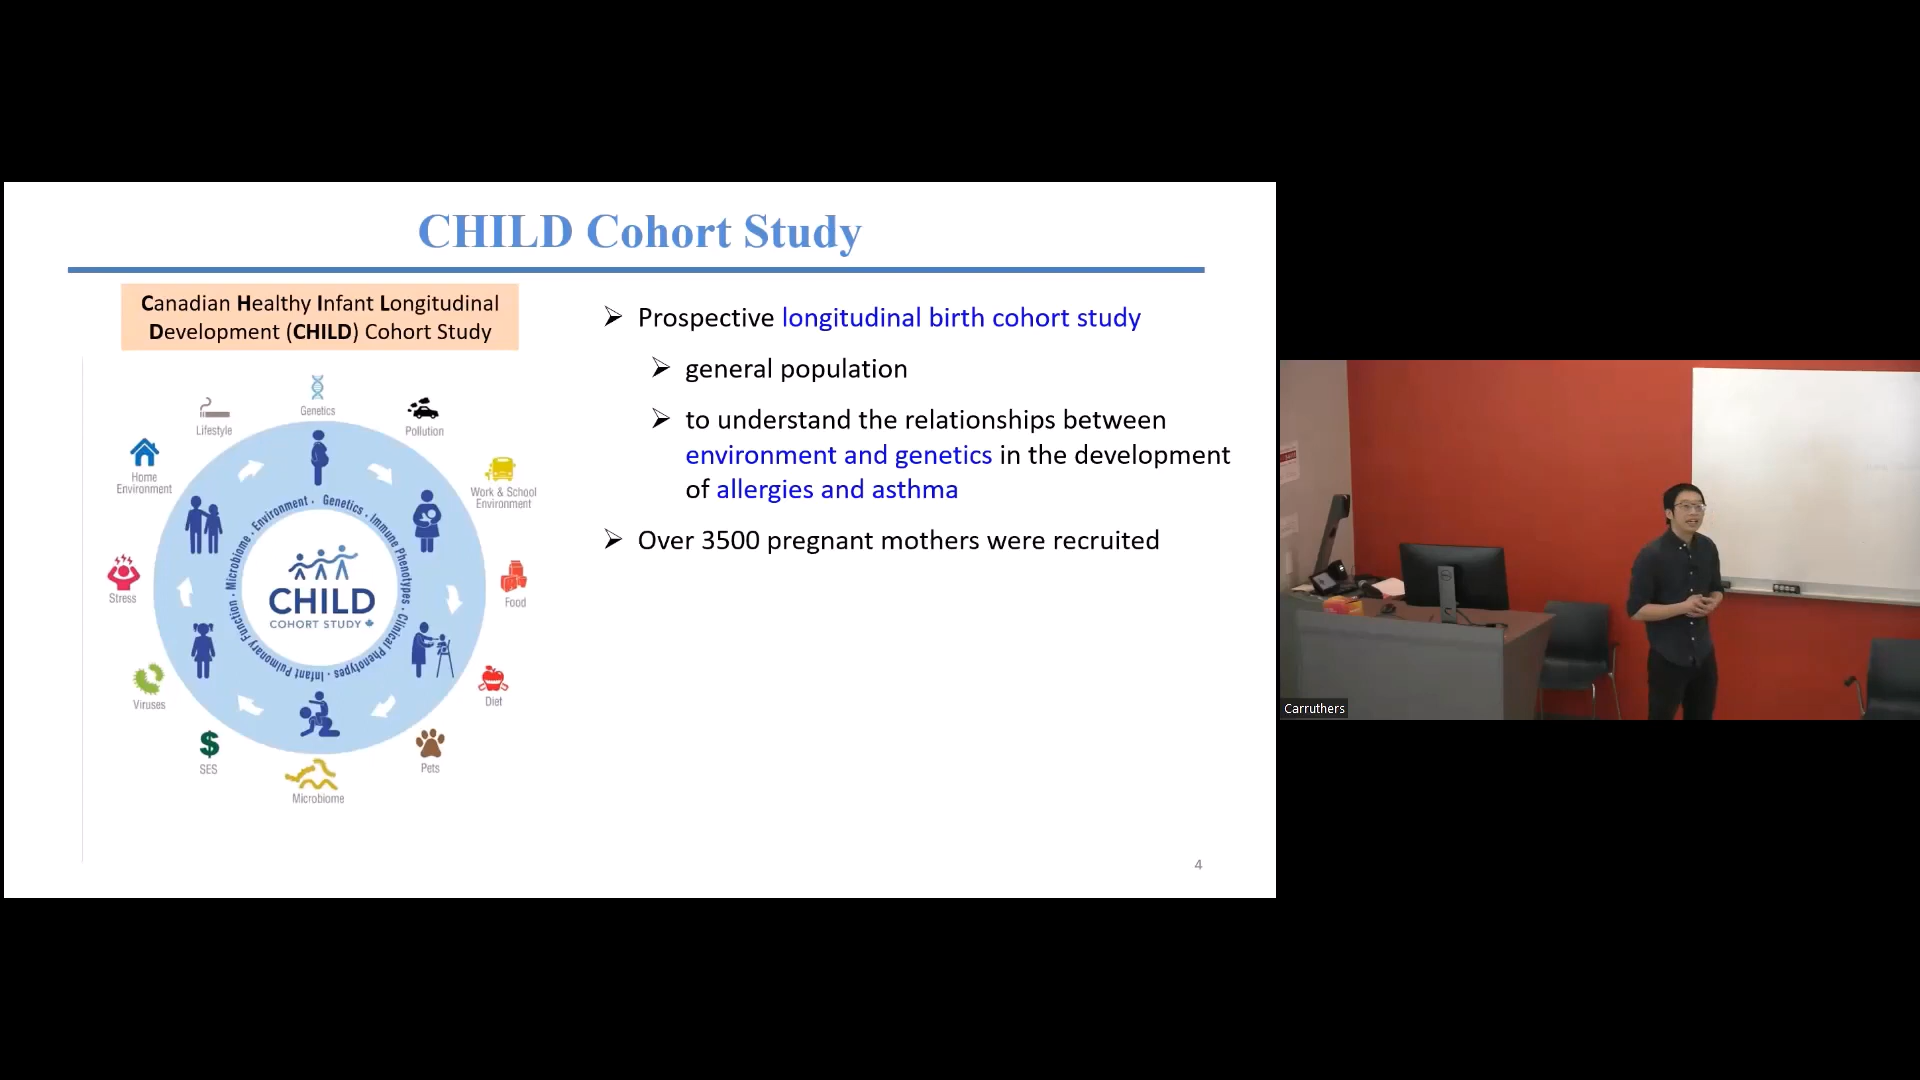 CHILD Cohort Study
Canadian Healthy Infant Longitudinal
Development (CHILD) Cohort Study
➢ Prospective longitudinal birth cohort study
➢ general population
➢ to understand the relationships between
environment and genetics in the development
of allergies and asthma
➢ Over 3500 pregnant mothers were recruited
Genetics
Lifestyle
Pollution
Home
Environment
Work & School
Environment
Stress
Food
Viruses
Diet
SES
Pets
Microbiome
Microbiome · Environment · Genetics · Immune Phenotypes · Clinical Phenotypes · Infant Pulmonary Function ·
CHILD
COHORT STUDY
4
Carruthers